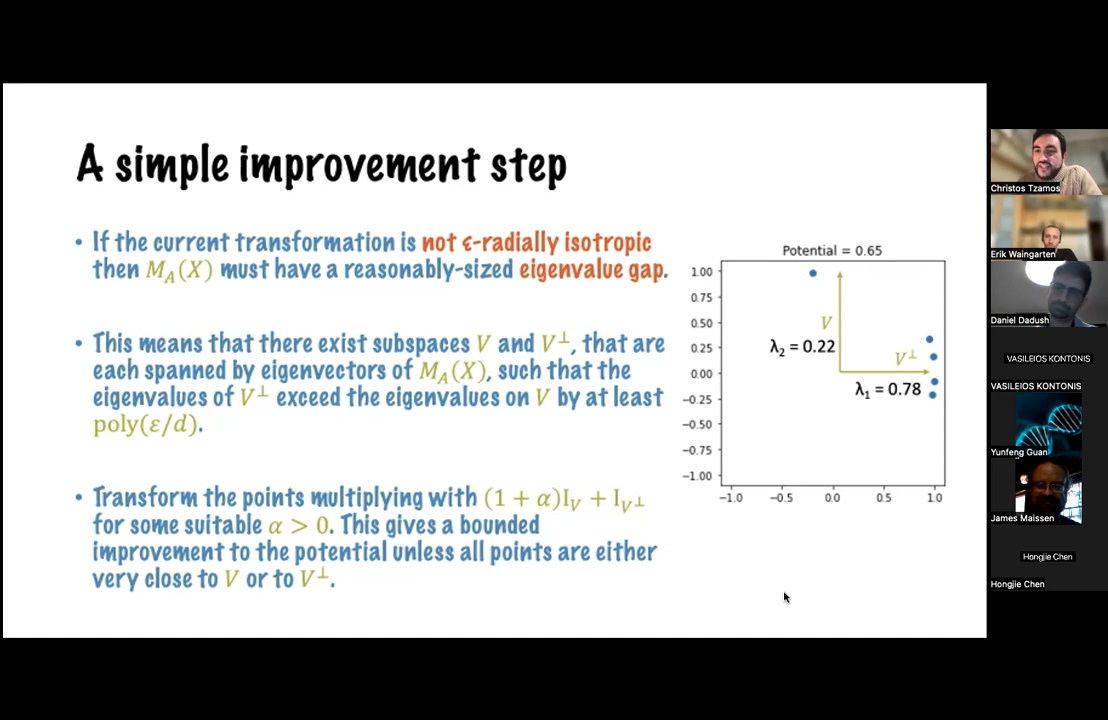 A simple improvement step
• If the current transformation is not ε-radially isotropic
then M_A(X) must have a reasonably-sized eigenvalue gap.
• This means that there exist subspaces V and V⊥, that are
each spanned by eigenvectors of M_A(X), such that the
eigenvalues of V⊥ exceed the eigenvalues on V by at least
poly(ε/d).
• Transform the points multiplying with (1 + α)I_V + I_V⊥
for some suitable α > 0. This gives a bounded
improvement to the potential unless all points are either
very close to V or to V⊥.
Potential = 0.65
1.00
0.75
0.50
0.25
0.00
−0.25
−0.50
−0.75
−1.00
−1.0 −0.5 0.0 0.5 1.0
V
λ₂ = 0.22
V⊥
λ₁ = 0.78
Christos Tzamos
Erik Waingarten
Daniel Dadush
VASILEIOS KONTONIS
VASILEIOS KONTONIS
Yunfeng Guan
James Maissen
Hongjie Chen
Hongjie Chen